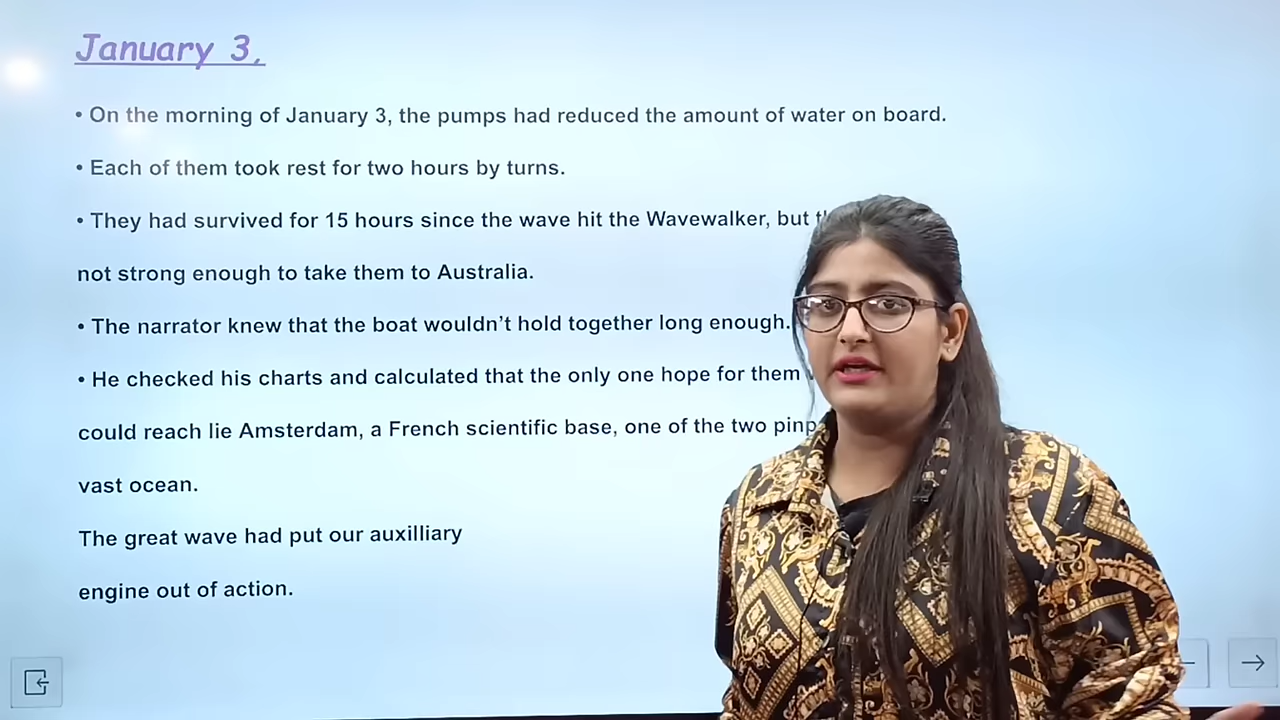 January 3,
• On the morning of January 3, the pumps had reduced the amount of water on board.
• Each of them took rest for two hours by turns.
• They had survived for 15 hours since the wave hit the Wavewalker, but
not strong enough to take them to Australia.
• The narrator knew that the boat wouldn’t hold together long enough.
• He checked his charts and calculated that the only one hope for them
could reach lie Amsterdam, a French scientific base, one of the two
vast ocean.
The great wave had put our auxilliary
engine out of action.